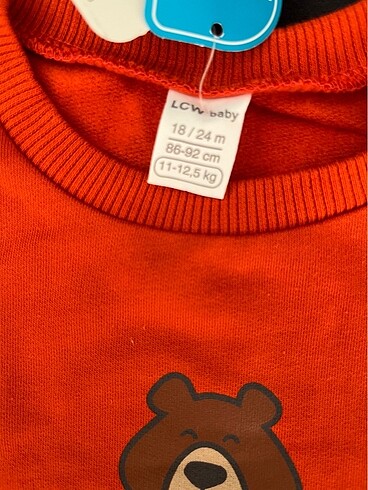 LCW baby
18 / 24 m
86-92 cm
11-12,5 kg